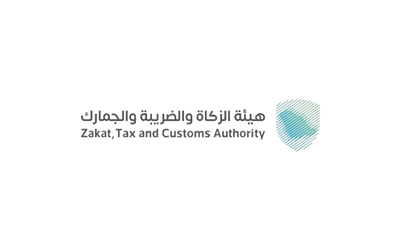 هيئة الزكاة والضريبة والجمارك
Zakat, Tax and Customs Authority